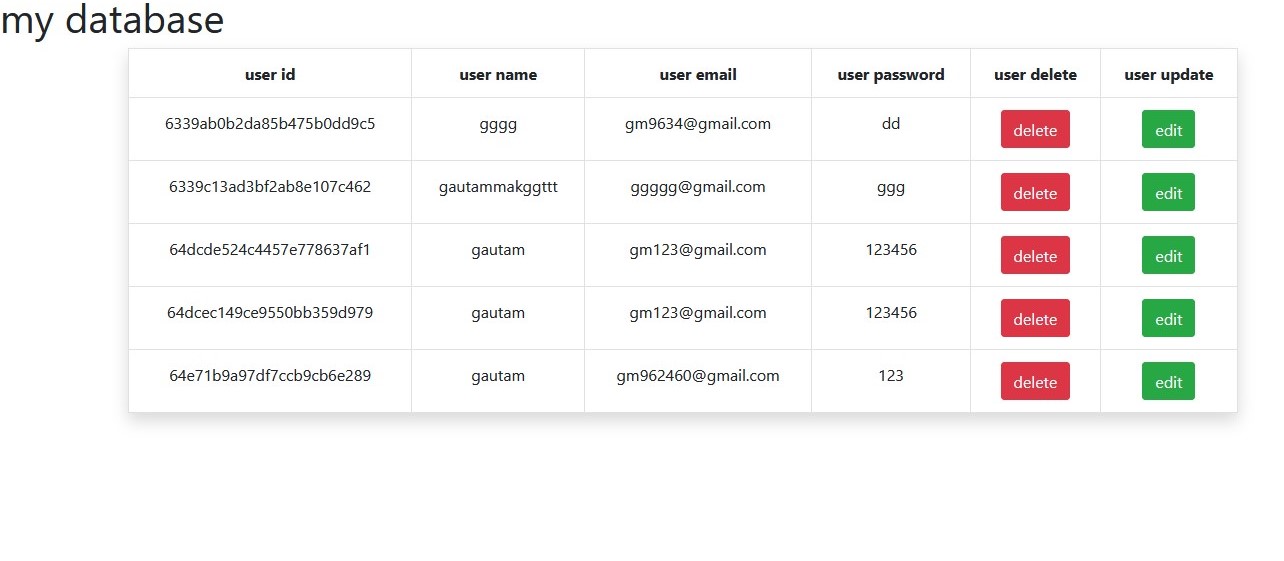 my database
user id user name user email user password user delete user update
6339ab0b2da85b475b0dd9c5 gggg gm9634@gmail.com dd delete edit
6339c13ad3bf2ab8e107c462 gautammakggttt ggggg@gmail.com ggg delete edit
64dcde524c4457e778637af1 gautam gm123@gmail.com 123456 delete edit
64dcec149ce9550bb359d979 gautam gm123@gmail.com 123456 delete edit
64e71b9a97df7ccb9cb6e289 gautam gm962460@gmail.com 123 delete edit